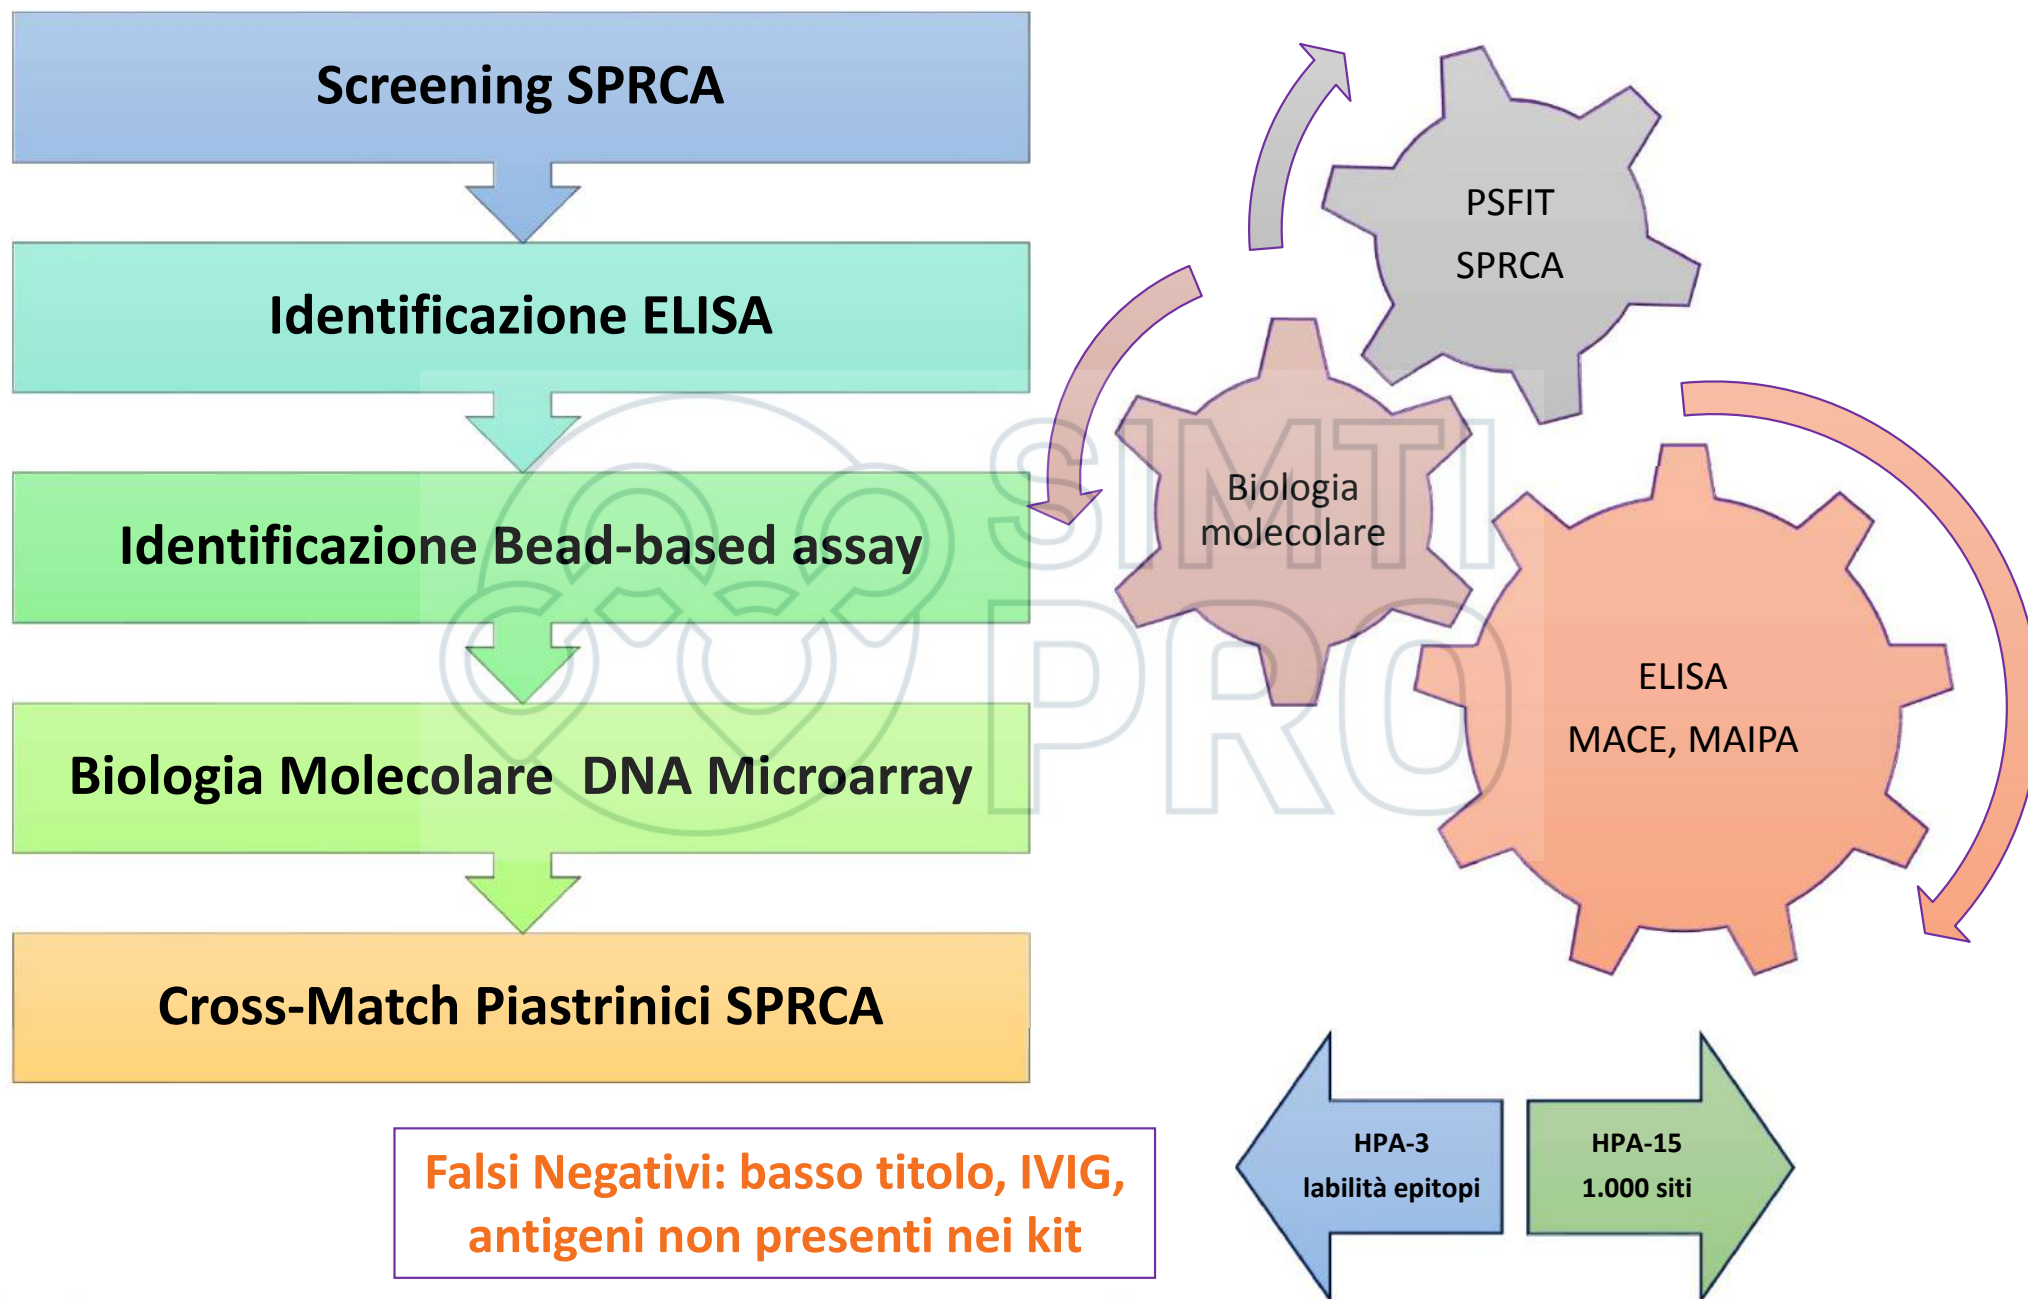 Screening SPRCA
Identificazione ELISA
Identificazione Bead-based assay
Biologia Molecolare  DNA Microarray
Cross-Match Piastrinici SPRCA
Falsi Negativi: basso titolo, IVIG,
antigeni non presenti nei kit
PSFIT
SPRCA
Biologia
molecolare
ELISA
MACE, MAIPA
HPA-3
labilità epitopi
HPA-15
1.000 siti
SIMTI
PRO